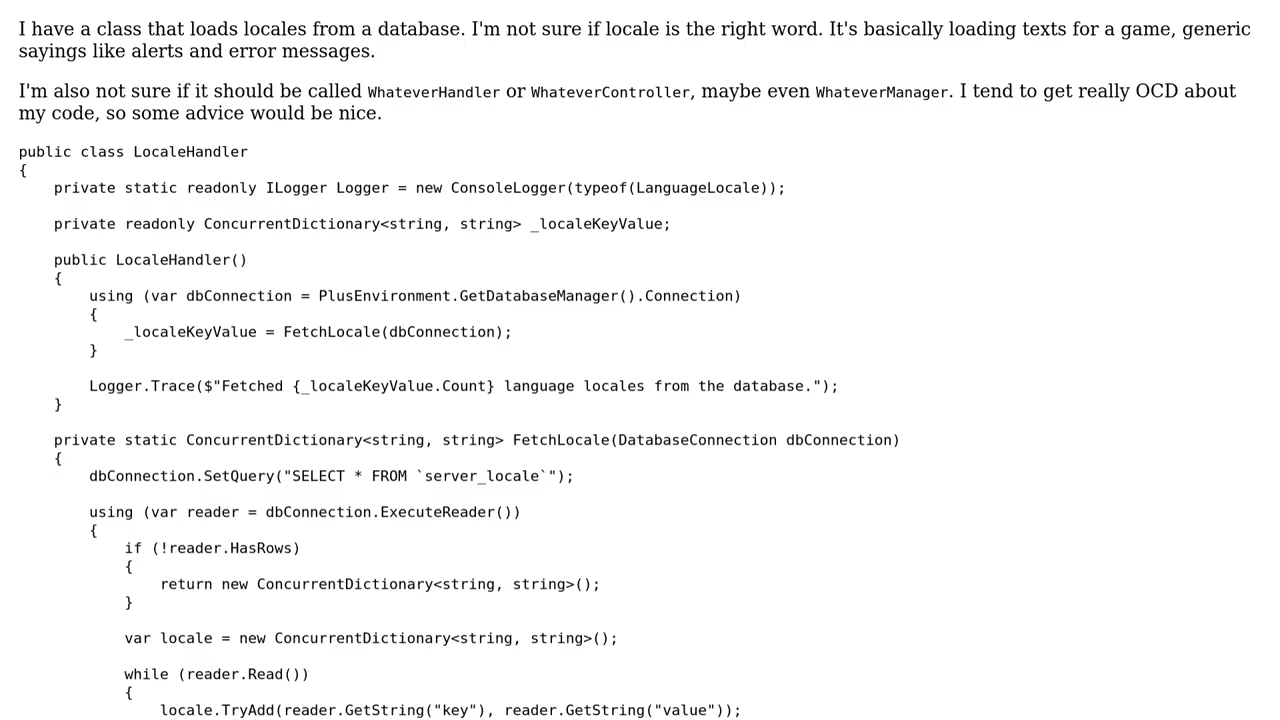 I have a class that loads locales from a database. I'm not sure if locale is the right word. It's basically loading texts for a game, generic
sayings like alerts and error messages.
I'm also not sure if it should be called WhateverHandler or WhateverController, maybe even WhateverManager. I tend to get really OCD about
my code, so some advice would be nice.
public class LocaleHandler
{
    private static readonly ILogger Logger = new ConsoleLogger(typeof(LanguageLocale));
    private readonly ConcurrentDictionary<string, string> _localeKeyValue;
    public LocaleHandler()
    {
        using (var dbConnection = PlusEnvironment.GetDatabaseManager().Connection)
        {
            _localeKeyValue = FetchLocale(dbConnection);
        }
        Logger.Trace($"Fetched {_localeKeyValue.Count} language locales from the database.");
    }
    private static ConcurrentDictionary<string, string> FetchLocale(DatabaseConnection dbConnection)
    {
        dbConnection.SetQuery("SELECT * FROM `server_locale`");
        using (var reader = dbConnection.ExecuteReader())
        {
            if (!reader.HasRows)
            {
                return new ConcurrentDictionary<string, string>();
            }
            var locale = new ConcurrentDictionary<string, string>();
            while (reader.Read())
            {
                locale.TryAdd(reader.GetString("key"), reader.GetString("value"));